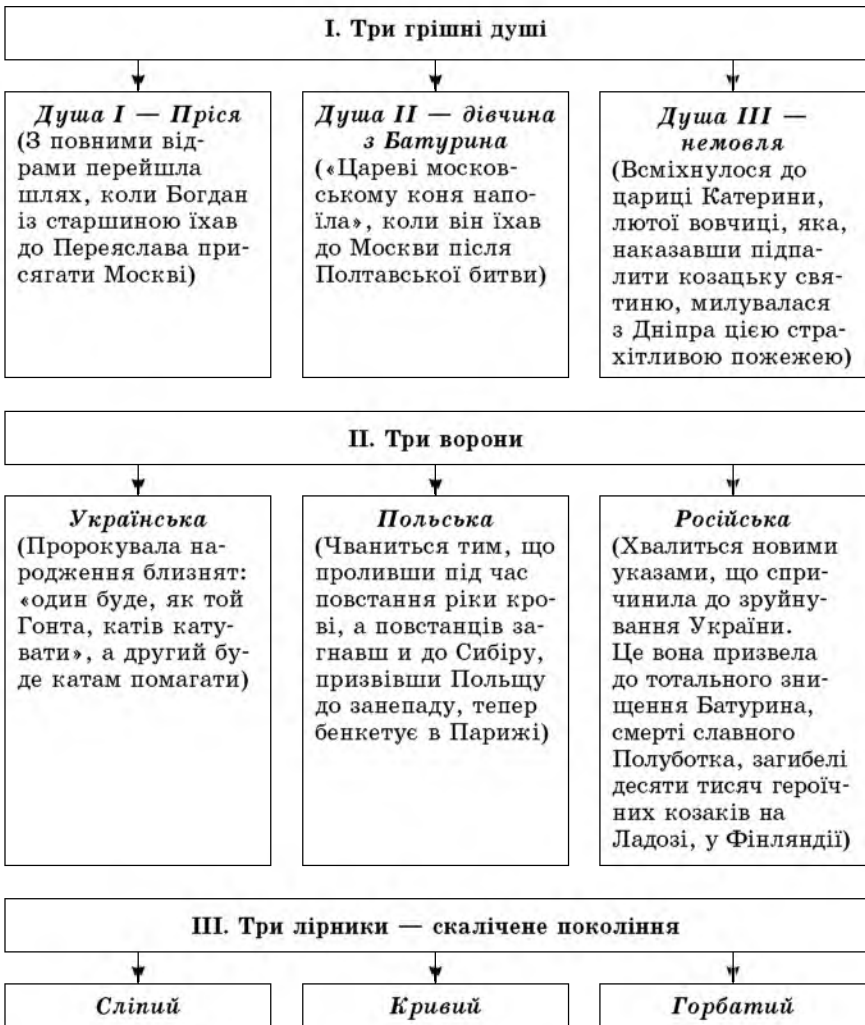 I. Три грішні душі
Душа I — Пріся
(З повними від-
рами перейшла
шлях, коли Богдан
із старшиною їхав
до Переяслава при-
сягати Москві)
Душа II — дівчина
з Батурина
(«Цареві москов-
ському коня напо-
їла», коли він їхав
до Москви після
Полтавської битви)
Душа III —
немовля
(Всміхнулося до
цариці Катерини,
лютої вовчиці, яка,
наказавши підпа-
лити козацьку свя-
тиню, милувалася
з Дніпра цією стра-
хітливою пожежею)
II. Три ворони
Українська
(Пророкувала на-
родження близнят:
«один буде, як той
Гонта, катів кату-
вати», а другий бу-
де катам помагати)
Польська
(Чваниться тим, що
проливши під час
повстання ріки кро-
ві, а повстанців за-
гнавш и до Сибіру,
призвівши Польщу
до занепаду, тепер
бенкетує в Парижі)
Російська
(Хвалиться новими
указами, що спри-
чинила до зруйну-
вання України.
Це вона призвела
до тотального зни-
щення Батурина,
смерті славного
Полуботка, загибелі
десяти тисяч героїч-
них козаків на
Ладозі, у Фінляндії)
III. Три лірники — скалічене покоління
Сліпий
Кривий
Горбатий